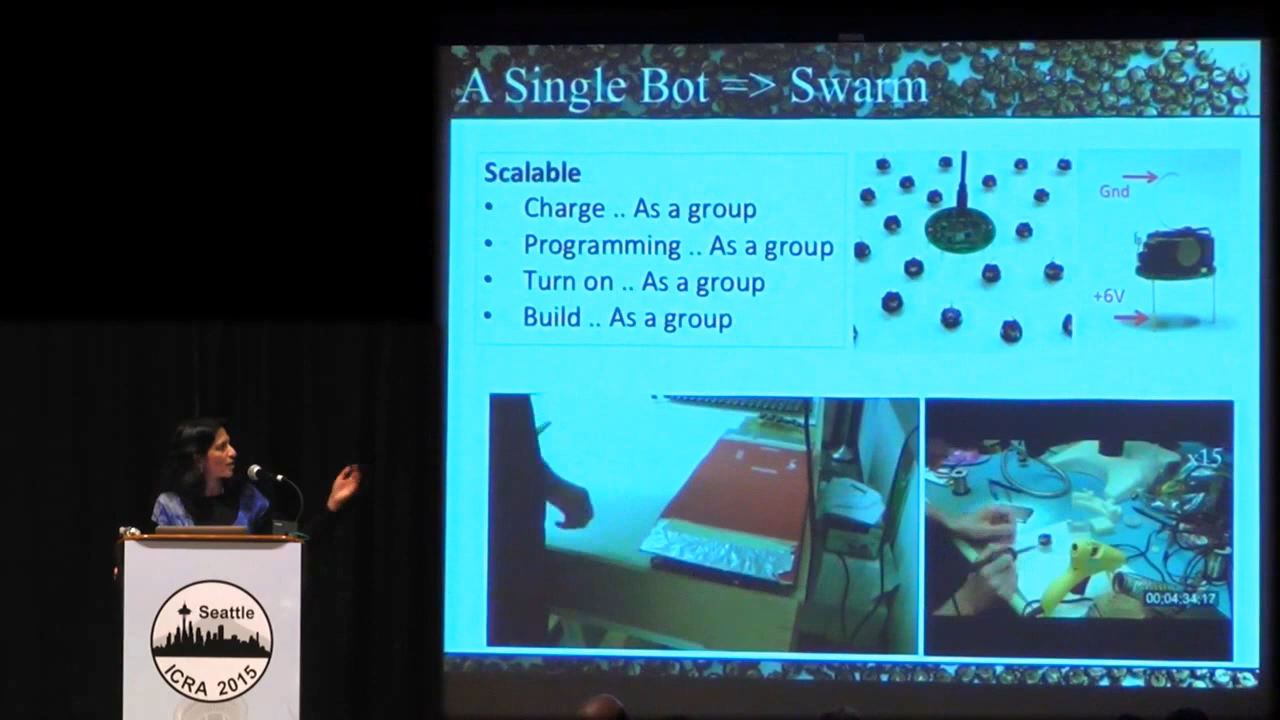 A Single Bot => Swarm
Scalable
• Charge .. As a group
• Programming .. As a group
• Turn on .. As a group
• Build .. As a group
Gnd
+6V
x15
00;04;34;17
Seattle
ICRA 2015